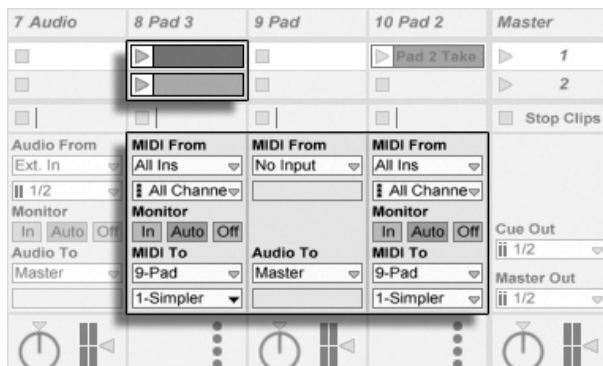 7 Audio 8 Pad 3 9 Pad 10 Pad 2 Master
Pad 2 Take 1
2
Stop Clips
Audio From MIDI From MIDI From MIDI From
Ext. In All Ins No Input All Ins
1/2 All Channe All Channe
Monitor Monitor Monitor
In Auto Off In Auto Off In Auto Off Cue Out
Audio To MIDI To Audio To MIDI To 1/2
Master 9-Pad Master 9-Pad Master Out
1-Simpler 1-Simpler 1/2